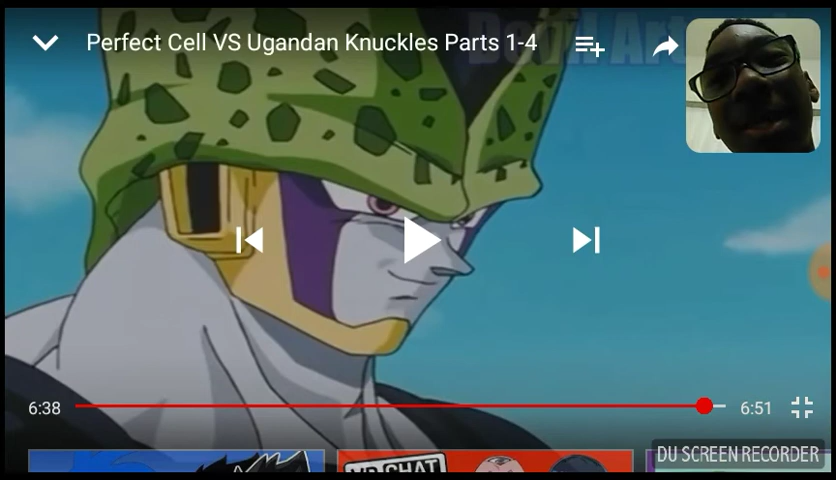 Perfect Cell VS Ugandan Knuckles Parts 1-4
6:38
6:51
DU SCREEN RECORDER